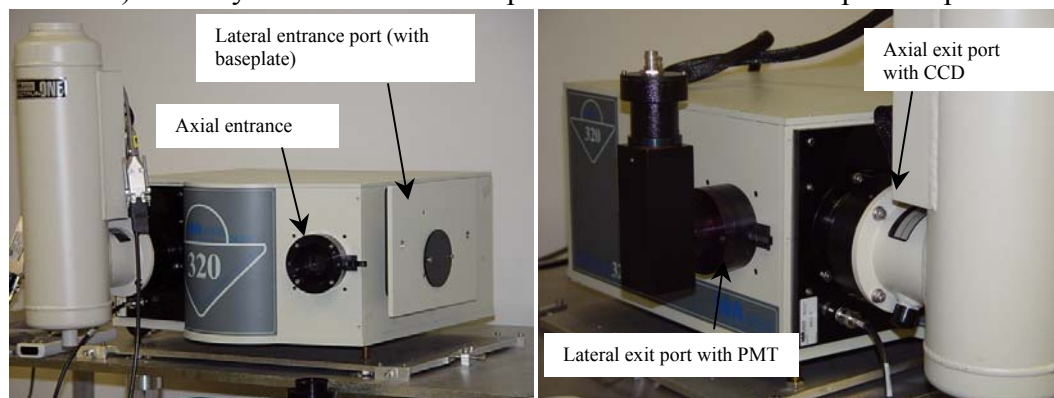 Lateral entrance port (with
baseplate)
Axial entrance
ONE
320
Axial exit port
with CCD
320
Lateral exit port with PMT